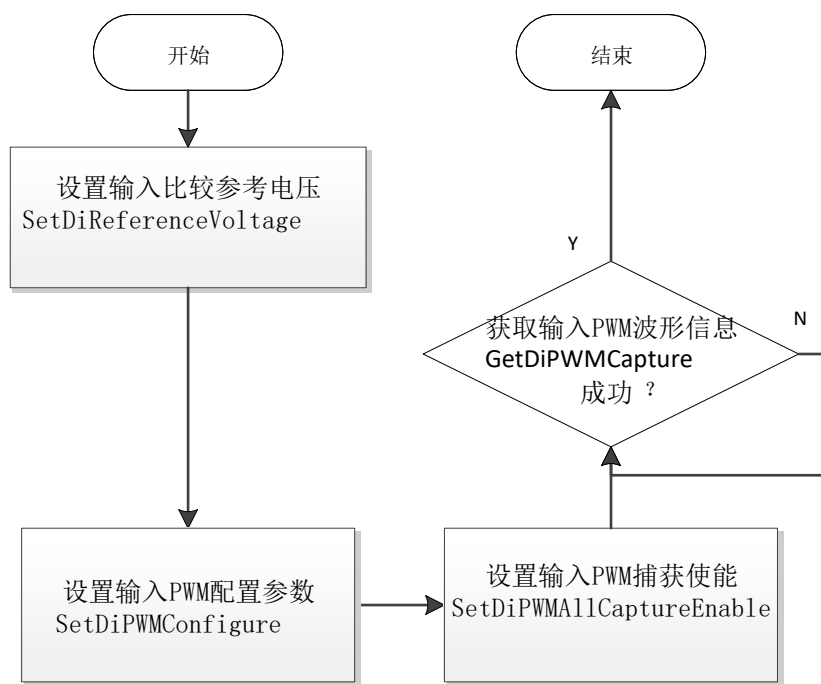 开始
设置输入比较参考电压
SetDiReferenceVoltage
设置输入PWM配置参数
SetDiPWMConfigure
设置输入PWM捕获使能
SetDiPWMAllCaptureEnable
获取输入PWM波形信息
GetDiPWMCapture
成功 ?
Y
N
结束